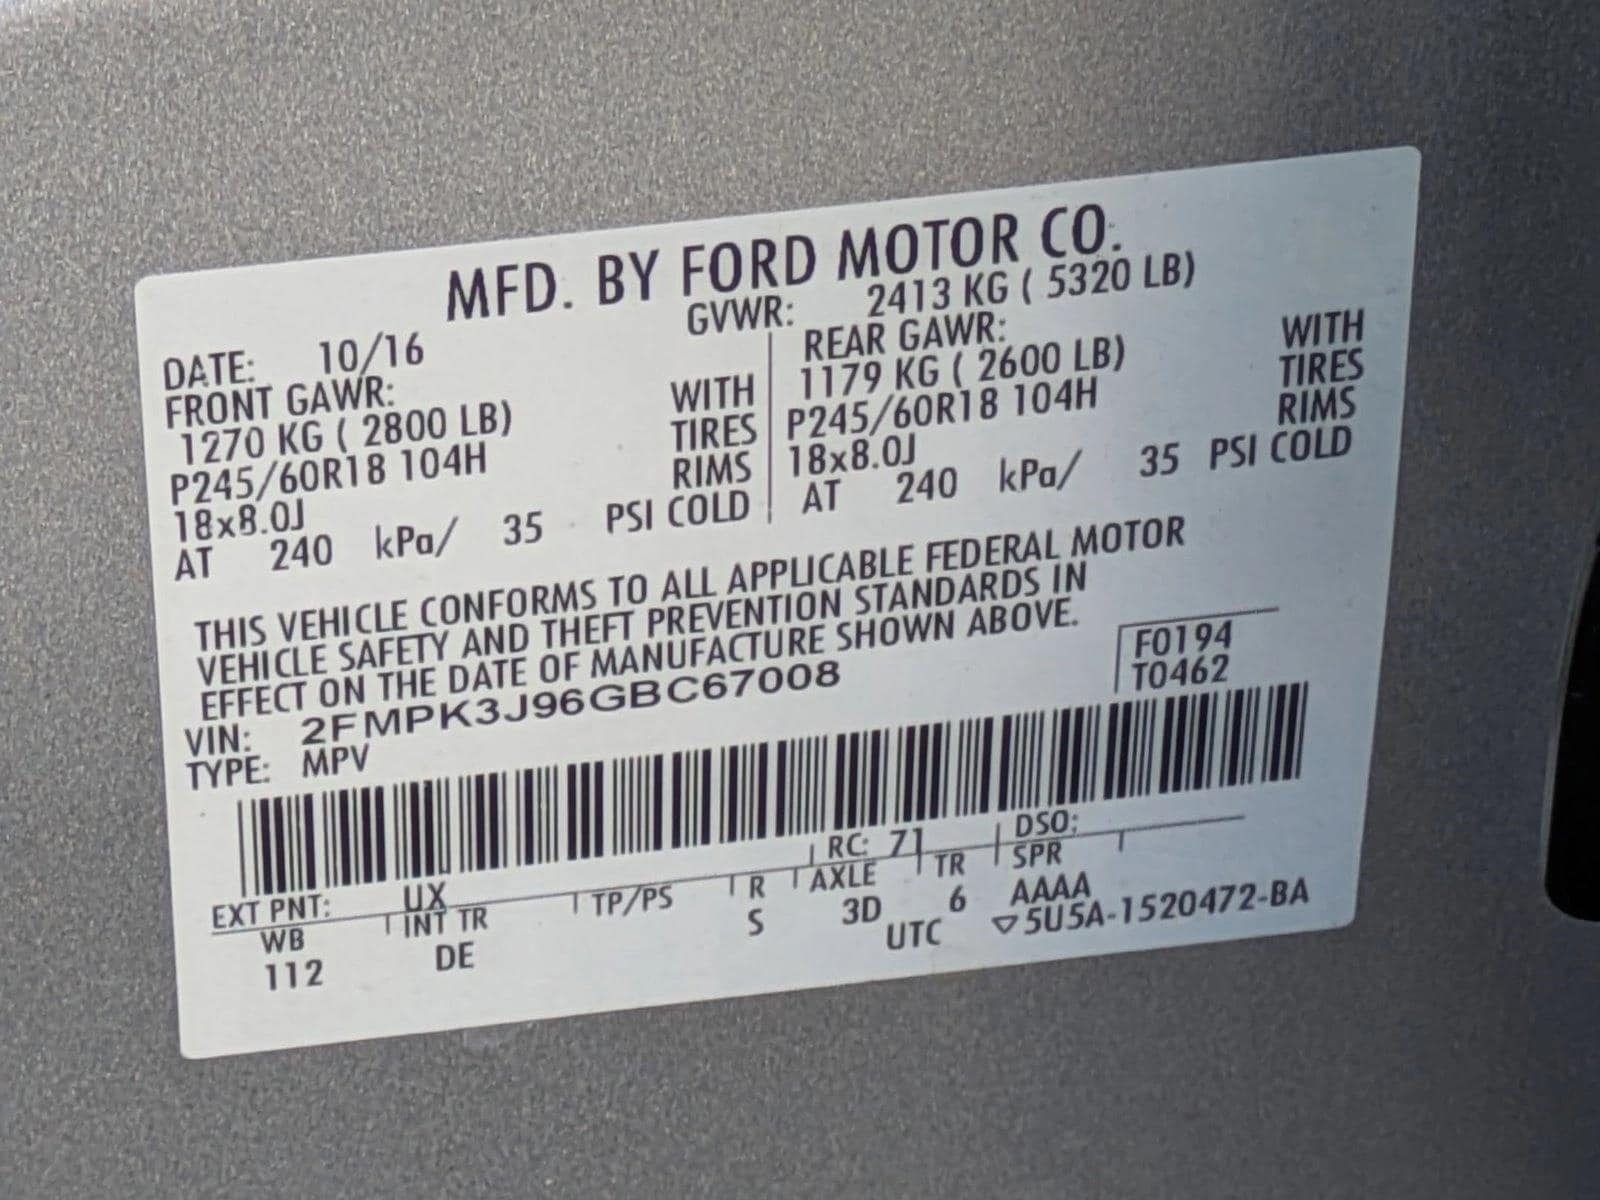 MFD. BY FORD MOTOR CO.
DATE: 10/16 GVWR: 2413 KG ( 5320 LB)
FRONT GAWR:
1270 KG ( 2800 LB) WITH
P245/60R18 104H TIRES
18x8.0J RIMS
AT 240 kPa/ 35 PSI COLD
REAR GAWR:
1179 KG ( 2600 LB) WITH
P245/60R18 104H TIRES
18x8.0J RIMS
AT 240 kPa/ 35 PSI COLD
THIS VEHICLE CONFORMS TO ALL APPLICABLE FEDERAL MOTOR
VEHICLE SAFETY AND THEFT PREVENTION STANDARDS IN
EFFECT ON THE DATE OF MANUFACTURE SHOWN ABOVE.
F0194
T0462
VIN: 2FMPK3J96GBC67008
TYPE: MPV
EXT PNT: UX RC: 71 DSO:
WB INT TR TP/PS R AXLE TR SPR
112 DE S 3D 6 AAAA
UTC ▽5U5A-1520472-BA